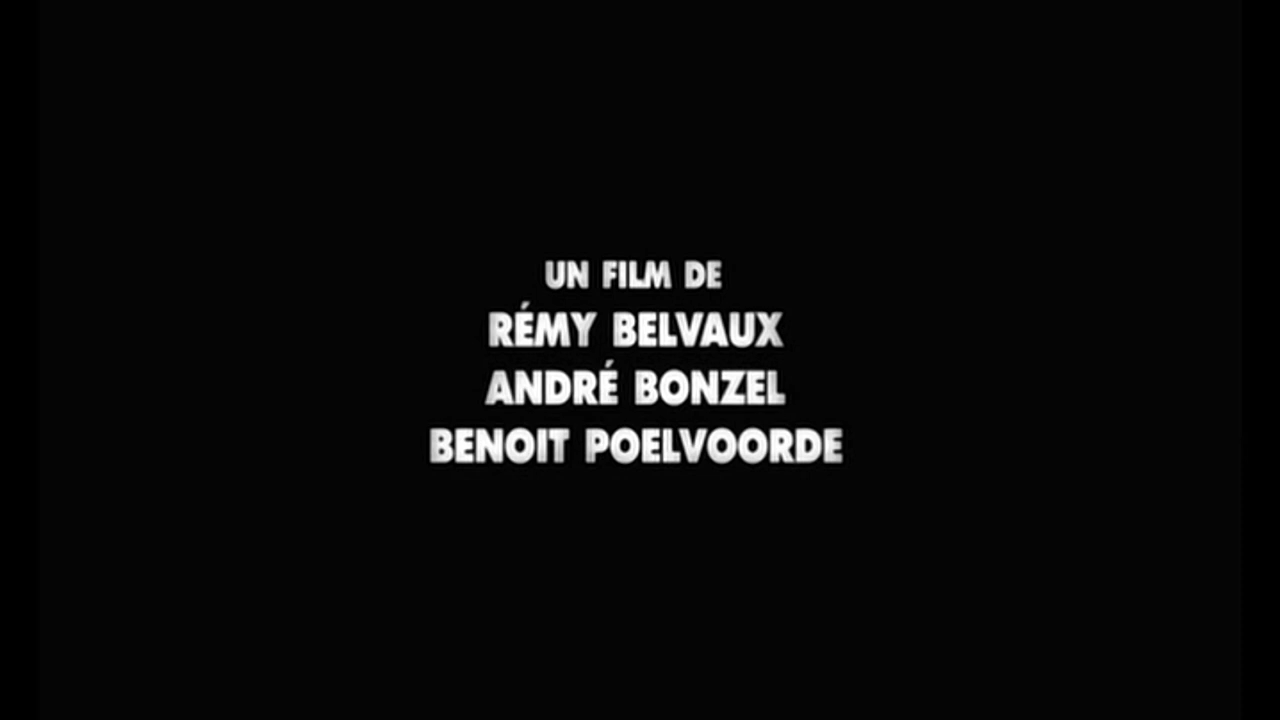 UN FILM DE
RÉMY BELVAUX
ANDRÉ BONZEL
BENOIT POELVOORDE